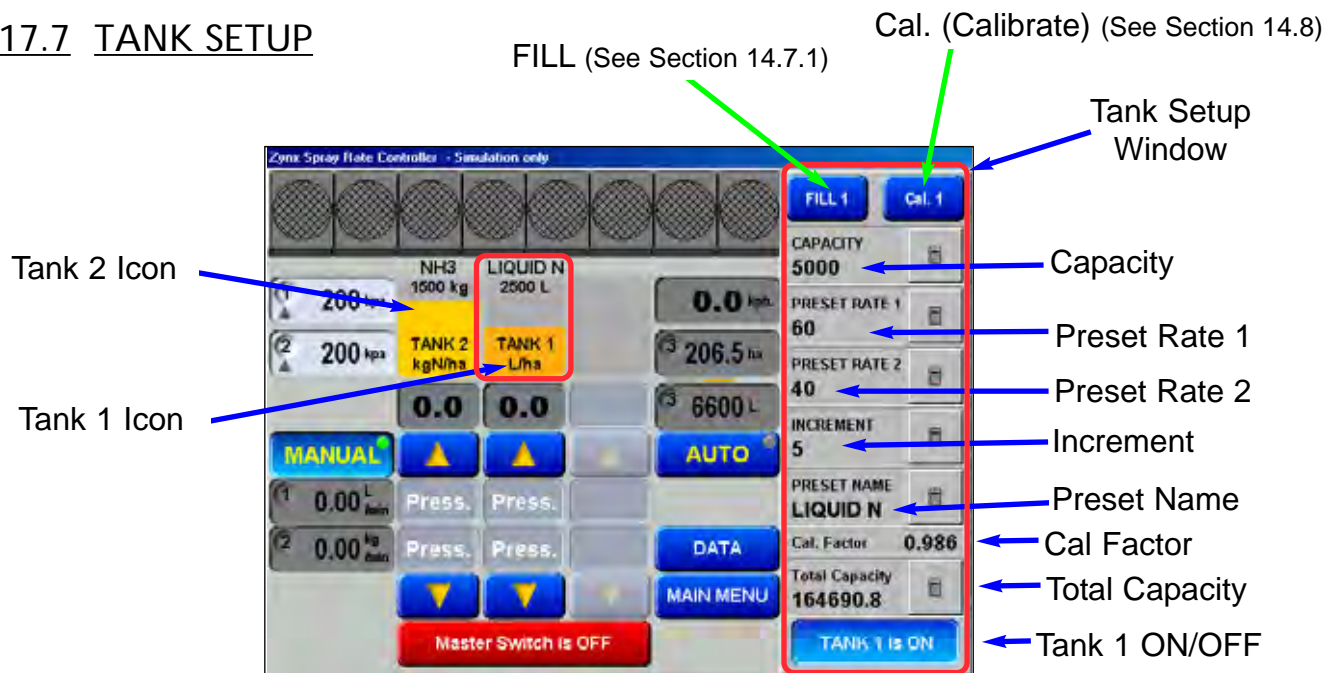 17.7 TANK SETUP
FILL (See Section 14.7.1)
Cal. (Calibrate) (See Section 14.8)
Tank Setup
Window
Tank 2 Icon
Tank 1 Icon
Zynx Spray Rate Controller - Simulation only
NH3
1500 kg
TANK 2
kgN/ha
LIQUID N
2500 L
TANK 1
L/ha
1 200 kpa
2 200 kpa
0.0 kph
3 206.5 ha
0.0 0.0
3 6600 L
MANUAL
AUTO
1 0.00 L/min
Press. Press.
2 0.00 kg/min
Press. Press.
DATA
MAIN MENU
Master Switch is OFF
FILL 1
Cal. 1
CAPACITY
5000
PRESET RATE 1
60
PRESET RATE 2
40
INCREMENT
5
PRESET NAME
LIQUID N
Cal. Factor 0.986
Total Capacity
164690.8
TANK 1 is ON
Capacity
Preset Rate 1
Preset Rate 2
Increment
Preset Name
Cal Factor
Total Capacity
Tank 1 ON/OFF